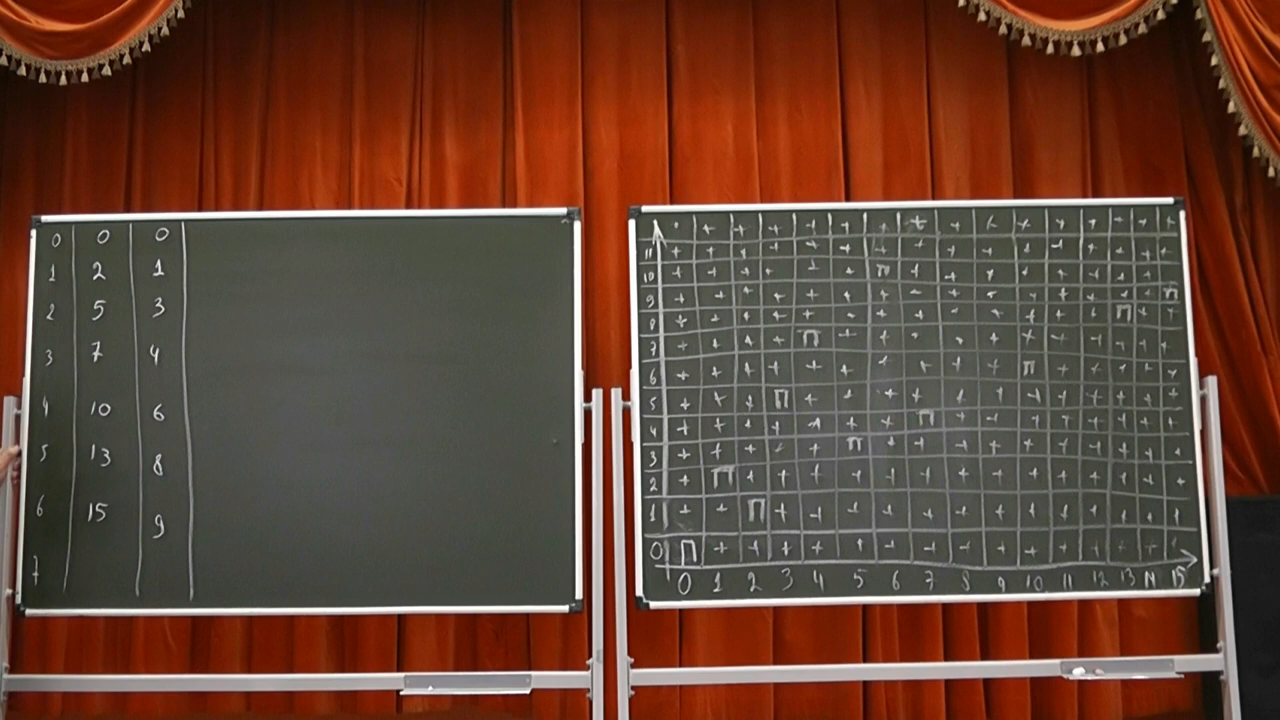 0 0 0
1 2 1
2 5 3
3 7 4
4 10 6
5 13 8
6 15 9
7
+ + + + + + + + + + + + + +
11 + + + + + + + + + + + + + + +
10 + + + + + + П + + + + + + + + +
9 + + + + + + + + + + + + + + + П
8 + + + + + + + + + + + + + П + +
7 + + + + П + + + + + + + + + +
6 + + + + + + + + + П + + + + +
5 + + + П + + + + + + + + + + + +
4 + + + + + + + П + + + + + + + +
3 + + + + + П + + + + + + + + + +
2 + П + + + + + + + + + + + + + +
1 + + П + + + + + + + + + + + + +
0 П + + + + + + + + + + + + + + +
0 1 2 3 4 5 6 7 8 9 10 11 12 13 14 15